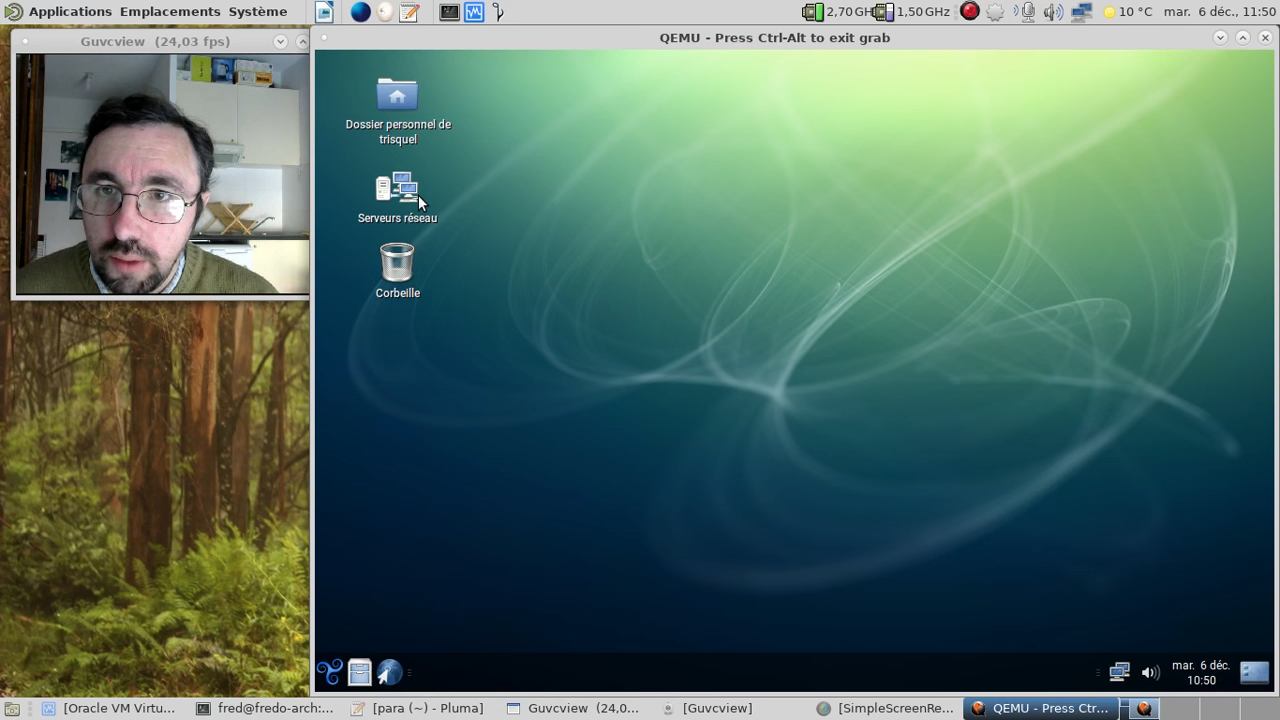 Applications Emplacements Système
2,70 GH
1,50 GHz
10 °C
mar. 6 déc., 11:50
Guvcview (24,03 fps)
QEMU - Press Ctrl-Alt to exit grab
Dossier personnel de
trisquel
Serveurs réseau
Corbeille
mar. 6 déc.
10:50
[Oracle VM Virtu...
fred@fredo-arch:...
[para (~) - Pluma]
Guvcview (24,0...
[Guvcview]
[SimpleScreenRe...
QEMU - Press Ctr...